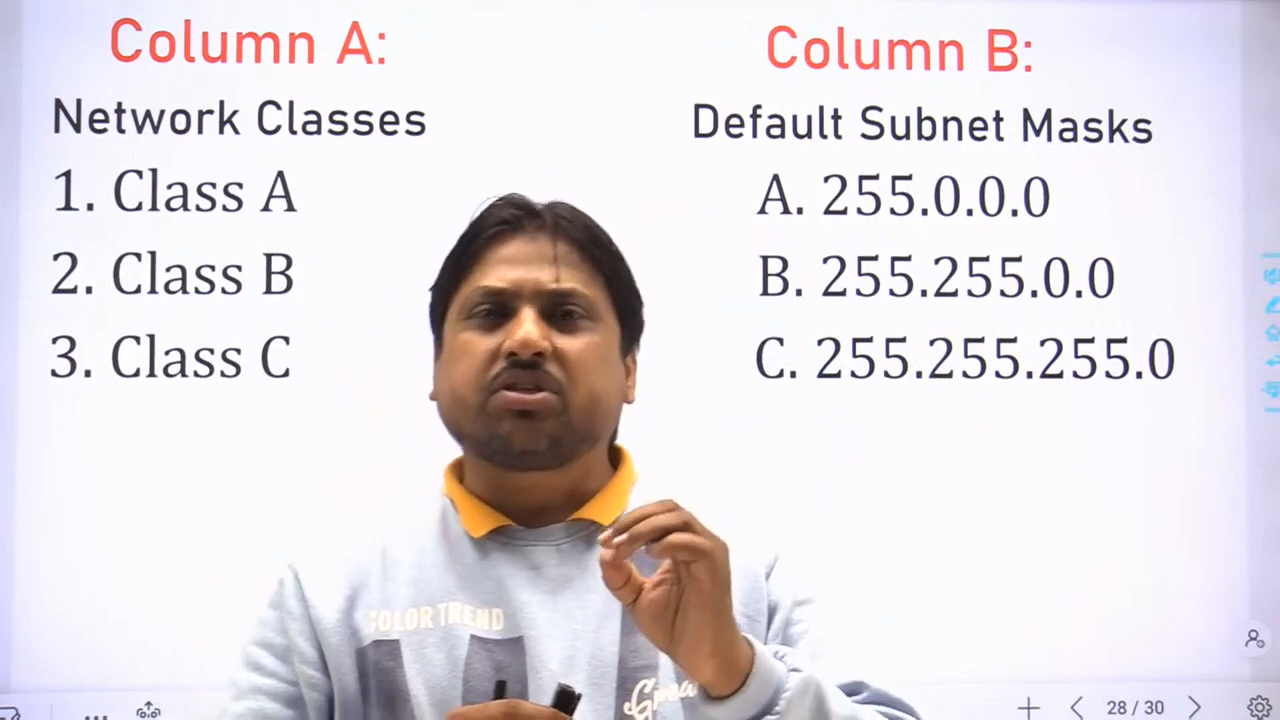 Column A:
Network Classes
1. Class A
2. Class B
3. Class C
Column B:
Default Subnet Masks
A. 255.0.0.0
B. 255.255.0.0
C. 255.255.255.0
COLOR TREND
28 / 30